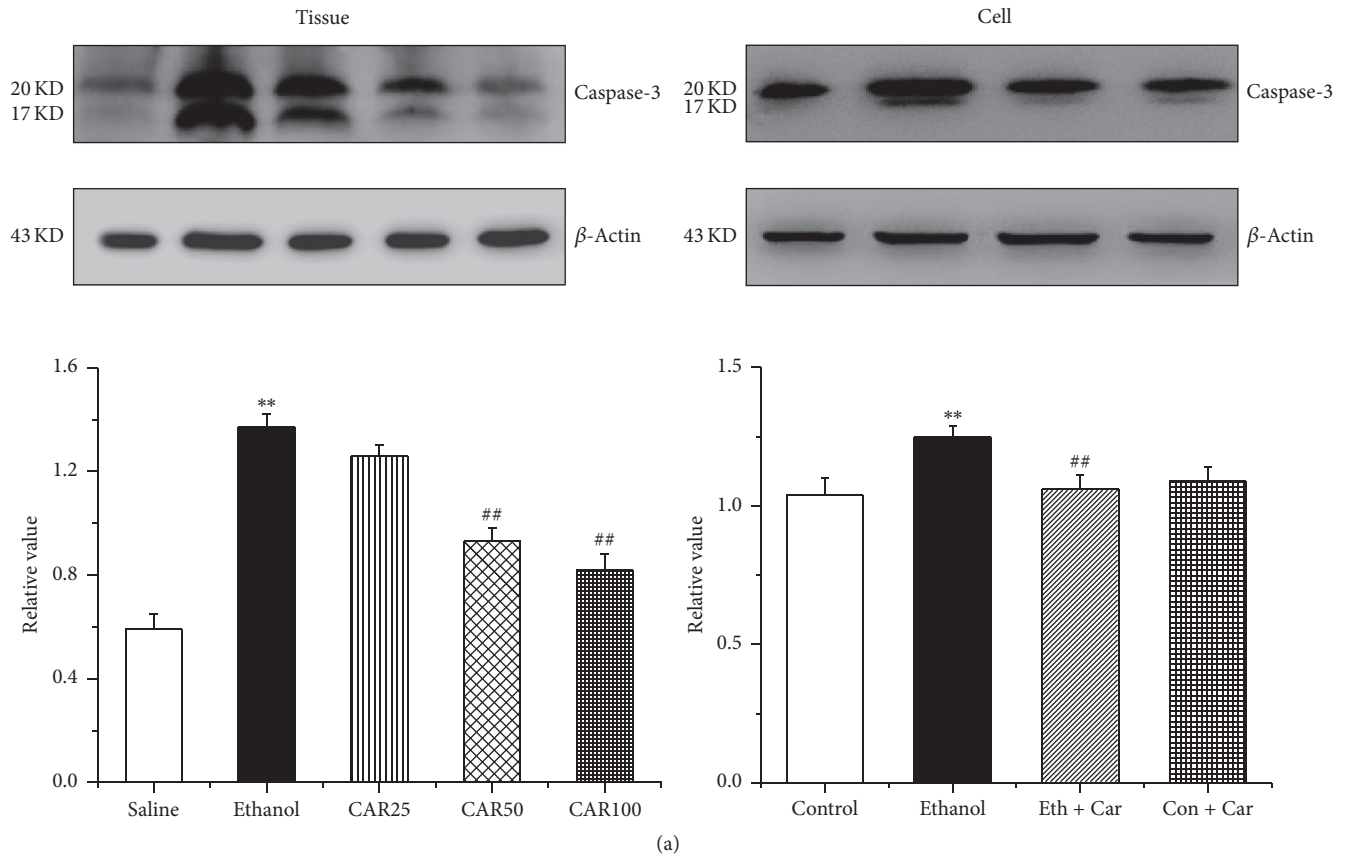 Tissue
20 KD
17 KD
Caspase-3
43 KD
β-Actin
Cell
20 KD
17 KD
Caspase-3
43 KD
β-Actin
1.6
1.2
0.8
0.4
0.0
Relative value
**
##
##
Saline Ethanol CAR25 CAR50 CAR100
1.5
1.0
0.5
0.0
Relative value
**
##
Control Ethanol Eth + Car Con + Car
(a)